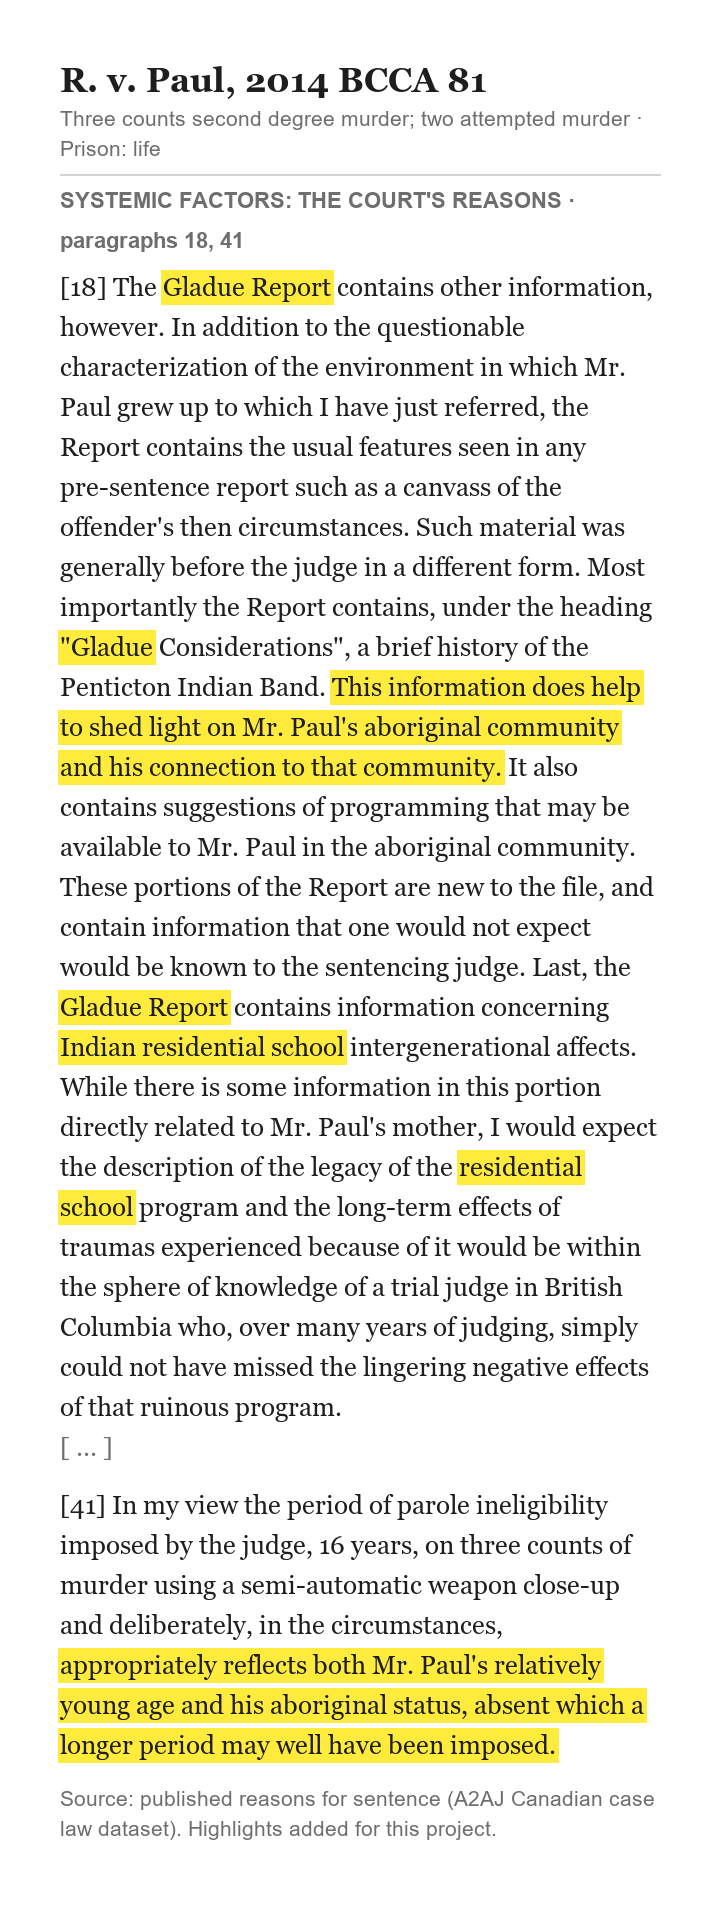 R. v. Paul, 2014 BCCA 81
Three counts second degree murder; two attempted murder ·
Prison: life
SYSTEMIC FACTORS: THE COURT'S REASONS ·
paragraphs 18, 41
[18] The Gladue Report contains other information,
however. In addition to the questionable
characterization of the environment in which Mr.
Paul grew up to which I have just referred, the
Report contains the usual features seen in any
pre-sentence report such as a canvass of the
offender's then circumstances. Such material was
generally before the judge in a different form. Most
importantly the Report contains, under the heading
"Gladue Considerations", a brief history of the
Penticton Indian Band. This information does help
to shed light on Mr. Paul's aboriginal community
and his connection to that community. It also
contains suggestions of programming that may be
available to Mr. Paul in the aboriginal community.
These portions of the Report are new to the file, and
contain information that one would not expect
would be known to the sentencing judge. Last, the
Gladue Report contains information concerning
Indian residential school intergenerational affects.
While there is some information in this portion
directly related to Mr. Paul's mother, I would expect
the description of the legacy of the residential
school program and the long-term effects of
traumas experienced because of it would be within
the sphere of knowledge of a trial judge in British
Columbia who, over many years of judging, simply
could not have missed the lingering negative effects
of that ruinous program.
[ ... ]
[41] In my view the period of parole ineligibility
imposed by the judge, 16 years, on three counts of
murder using a semi-automatic weapon close-up
and deliberately, in the circumstances,
appropriately reflects both Mr. Paul's relatively
young age and his aboriginal status, absent which a
longer period may well have been imposed.
Source: published reasons for sentence (A2AJ Canadian case
law dataset). Highlights added for this project.